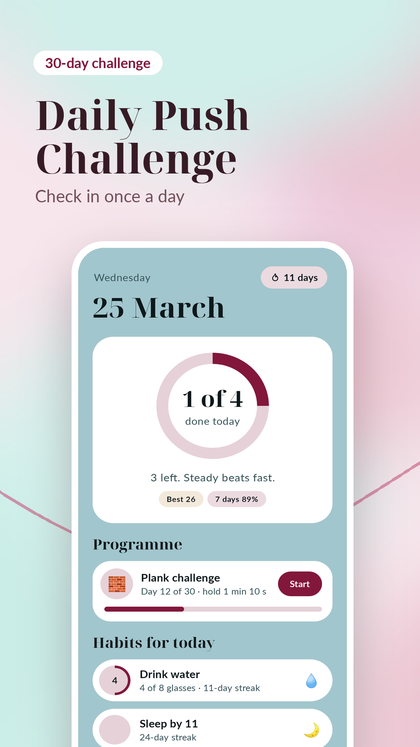 30-day challenge
Daily Push
Challenge
Check in once a day
Wednesday
11 days
25 March
1 of 4
done today
3 left. Steady beats fast.
Best 26
7 days 89%
Programme
Plank challenge
Day 12 of 30 · hold 1 min 10 s
Start
Habits for today
4
Drink water
4 of 8 glasses · 11-day streak
Sleep by 11
24-day streak